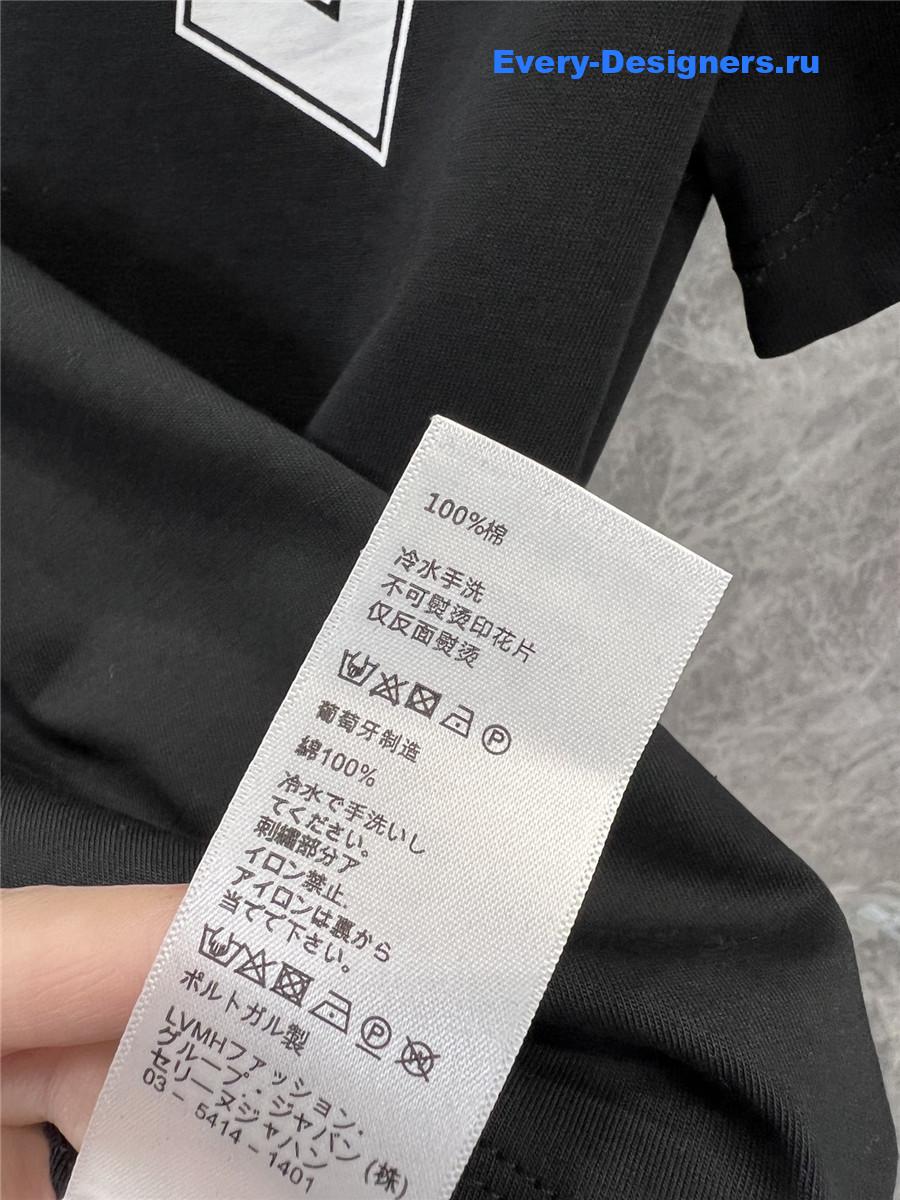 Every-Designers.ru
100%棉
冷水手洗
不可熨烫印花片
仅反面熨烫
P
葡萄牙制造
綿100%
冷水で手洗いし
てください。
刺繍部分ア
イロン禁止.
アイロンは裏から
当てて下さい。
P
W
ポルトガル製
LVMHファッション.
グループ.ジャパン
セリーヌジャハン (株)
03 - 5414 - 1401